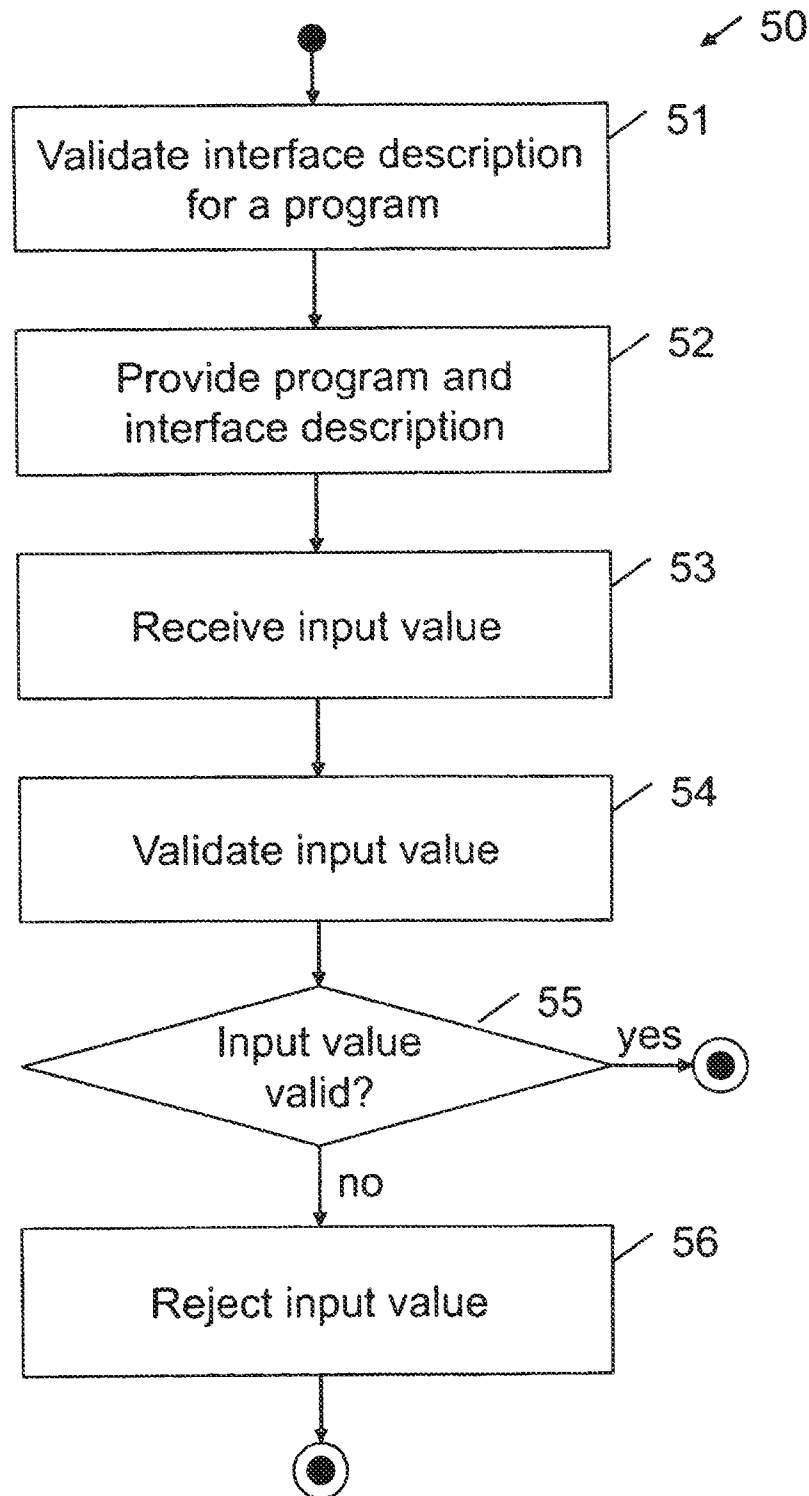 50
51
Validate interface description
for a program
52
Provide program and
interface description
53
Receive input value
54
Validate input value
55
Input value
valid?
yes
no
56
Reject input value